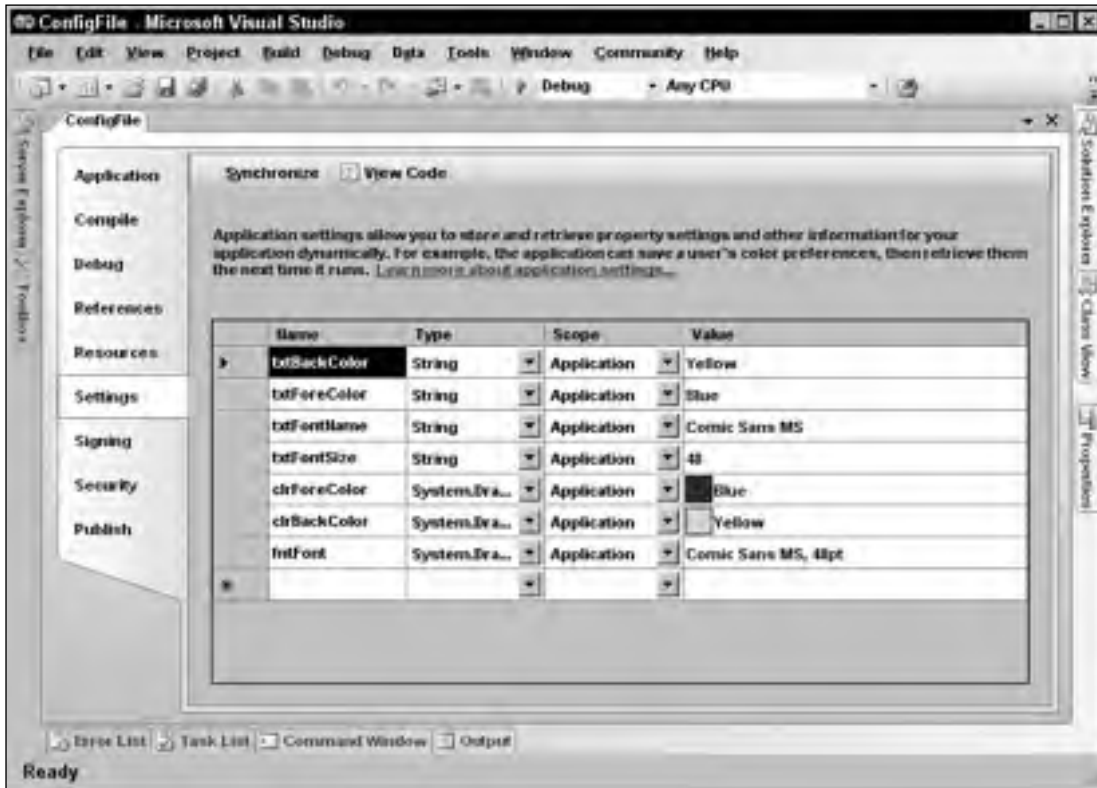 ConfigFile - Microsoft Visual Studio
File Edit View Project Build Debug Data Tools Window Community Help
Debug Any CPU
ConfigFile
Server Explorer
Toolbox
Solution Explorer
Class View
Properties
Application
Compile
Debug
References
Resources
Settings
Signing
Security
Publish
Synchronize View Code
Application settings allow you to store and retrieve property settings and other information for your
application dynamically. For example, the application can save a user's color preferences, then retrieve them
the next time it runs. Learn more about application settings...
Name Type Scope Value
txtBackColor String Application Yellow
txtForeColor String Application Blue
txtFontName String Application Comic Sans MS
txtFontSize String Application 48
clrForeColor System.Dra... Application Blue
clrBackColor System.Dra... Application Yellow
fntFont System.Dra... Application Comic Sans MS, 48pt
Error List Task List Command Window Output
Ready